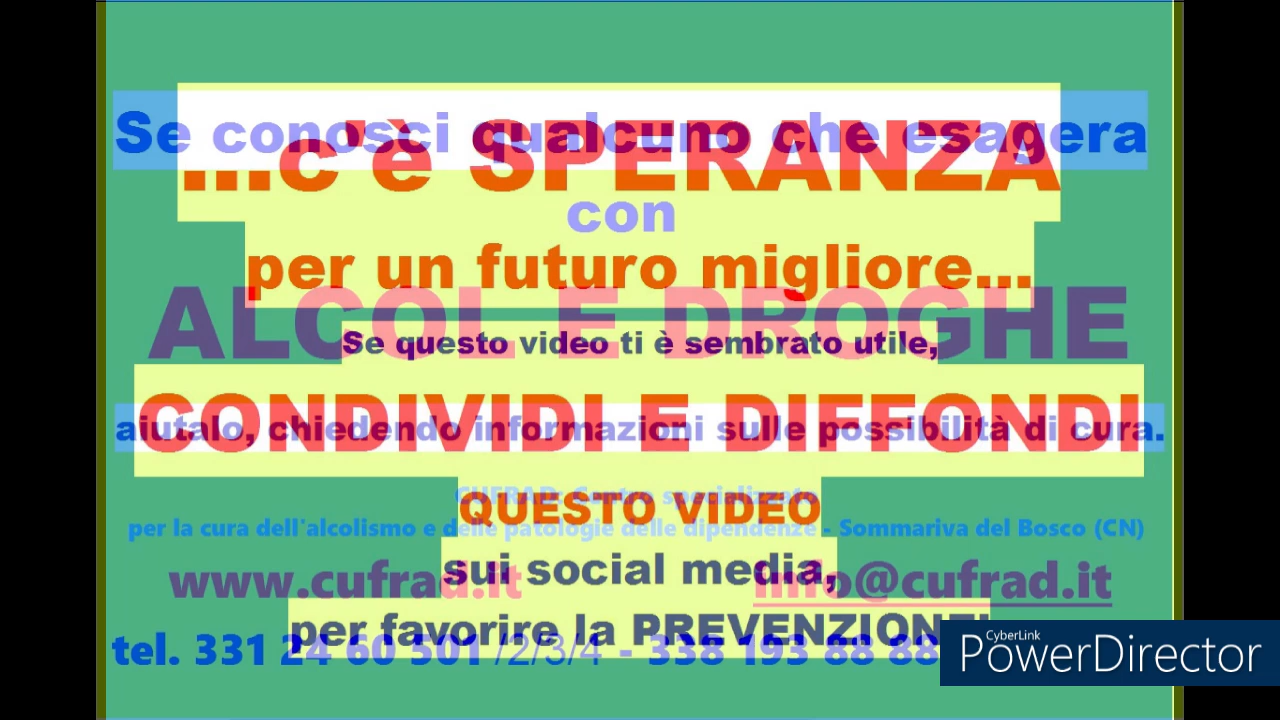 Se conosci qualcuno che esagera
...c'è SPERANZA
con
per un futuro migliore...
ALCOL E DROGHE
Se questo video ti è sembrato utile,
CONDIVIDI E DIFFONDI
aiutalo, chiedendo informazioni sulle possibilità di cura.
CUFRAD: Centro specializzato
QUESTO VIDEO
per la cura dell'alcolismo e delle patologie delle dipendenze - Sommariva del Bosco (CN)
sui social media,
www.cufrad.it info@cufrad.it
per favorire la PREVENZIONE!
tel. 331 24 60 501 /2/3/4 - 338 193 88 88
CyberLink
PowerDirector